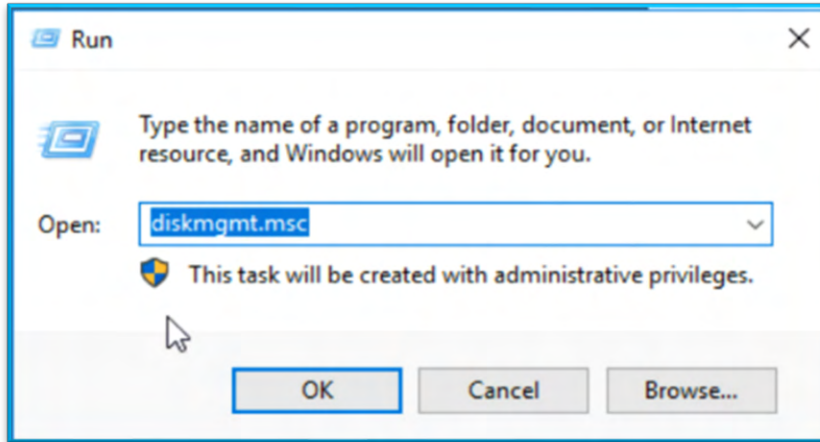 Run
Type the name of a program, folder, document, or Internet
resource, and Windows will open it for you.
Open: diskmgmt.msc
This task will be created with administrative privileges.
OK Cancel Browse...